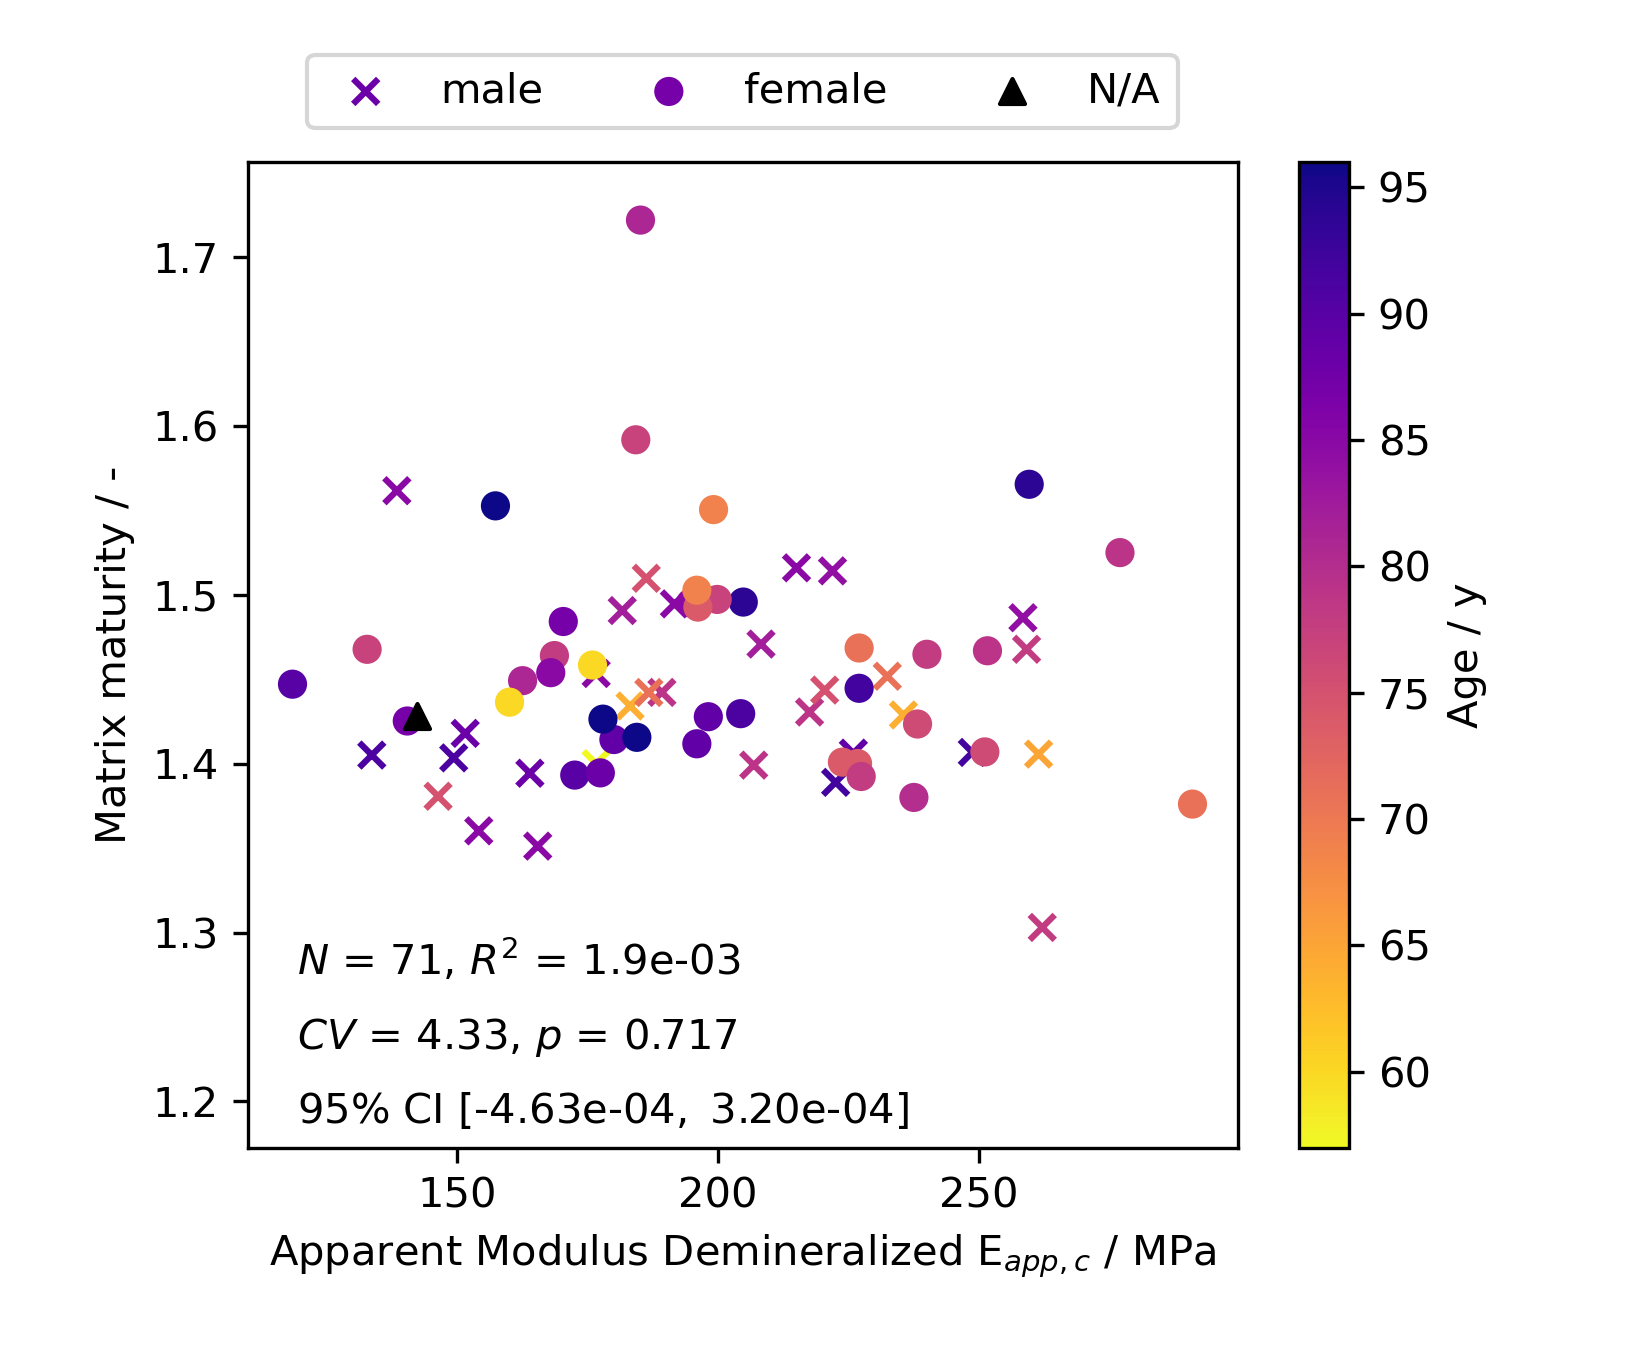 male female N/A
1.7
1.6
1.5
1.4
1.3
1.2
Matrix maturity / -
N = 71, R² = 1.9e-03
CV = 4.33, p = 0.717
95% CI [-4.63e-04, 3.20e-04]
150 200 250
Apparent Modulus Demineralized E_{app,c} / MPa
95
90
85
80
75
70
65
60
Age / y